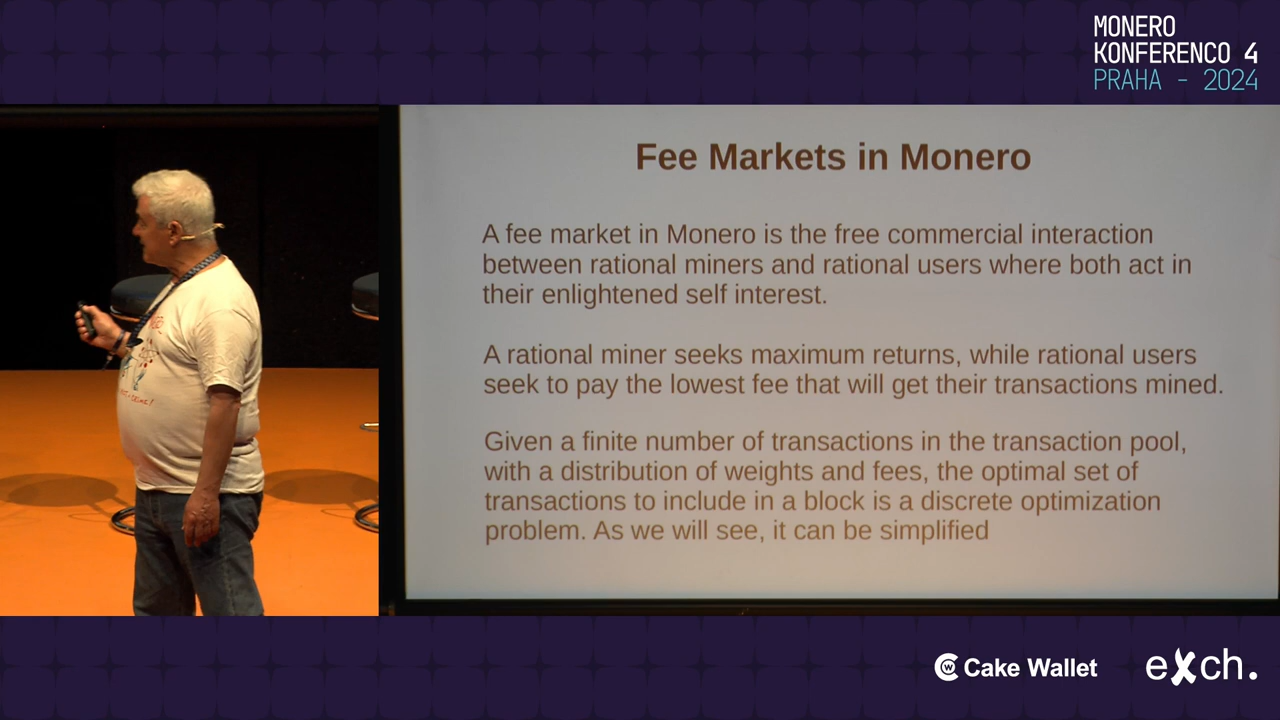 MONERO
KONFERENCO 4
PRAHA - 2024
Fee Markets in Monero
A fee market in Monero is the free commercial interaction
between rational miners and rational users where both act in
their enlightened self interest.
A rational miner seeks maximum returns, while rational users
seek to pay the lowest fee that will get their transactions mined.
Given a finite number of transactions in the transaction pool,
with a distribution of weights and fees, the optimal set of
transactions to include in a block is a discrete optimization
problem. As we will see, it can be simplified
Cake Wallet
exch.